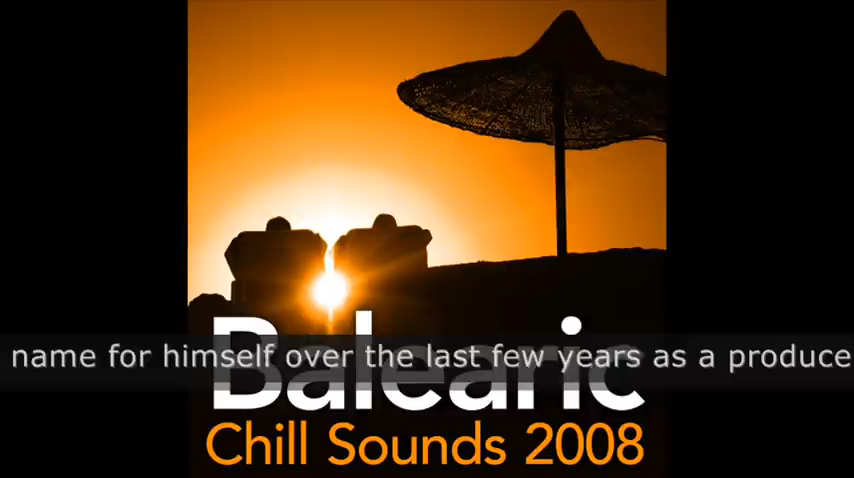 name for himself over the last few years as a produce
Balearic
Chill Sounds 2008